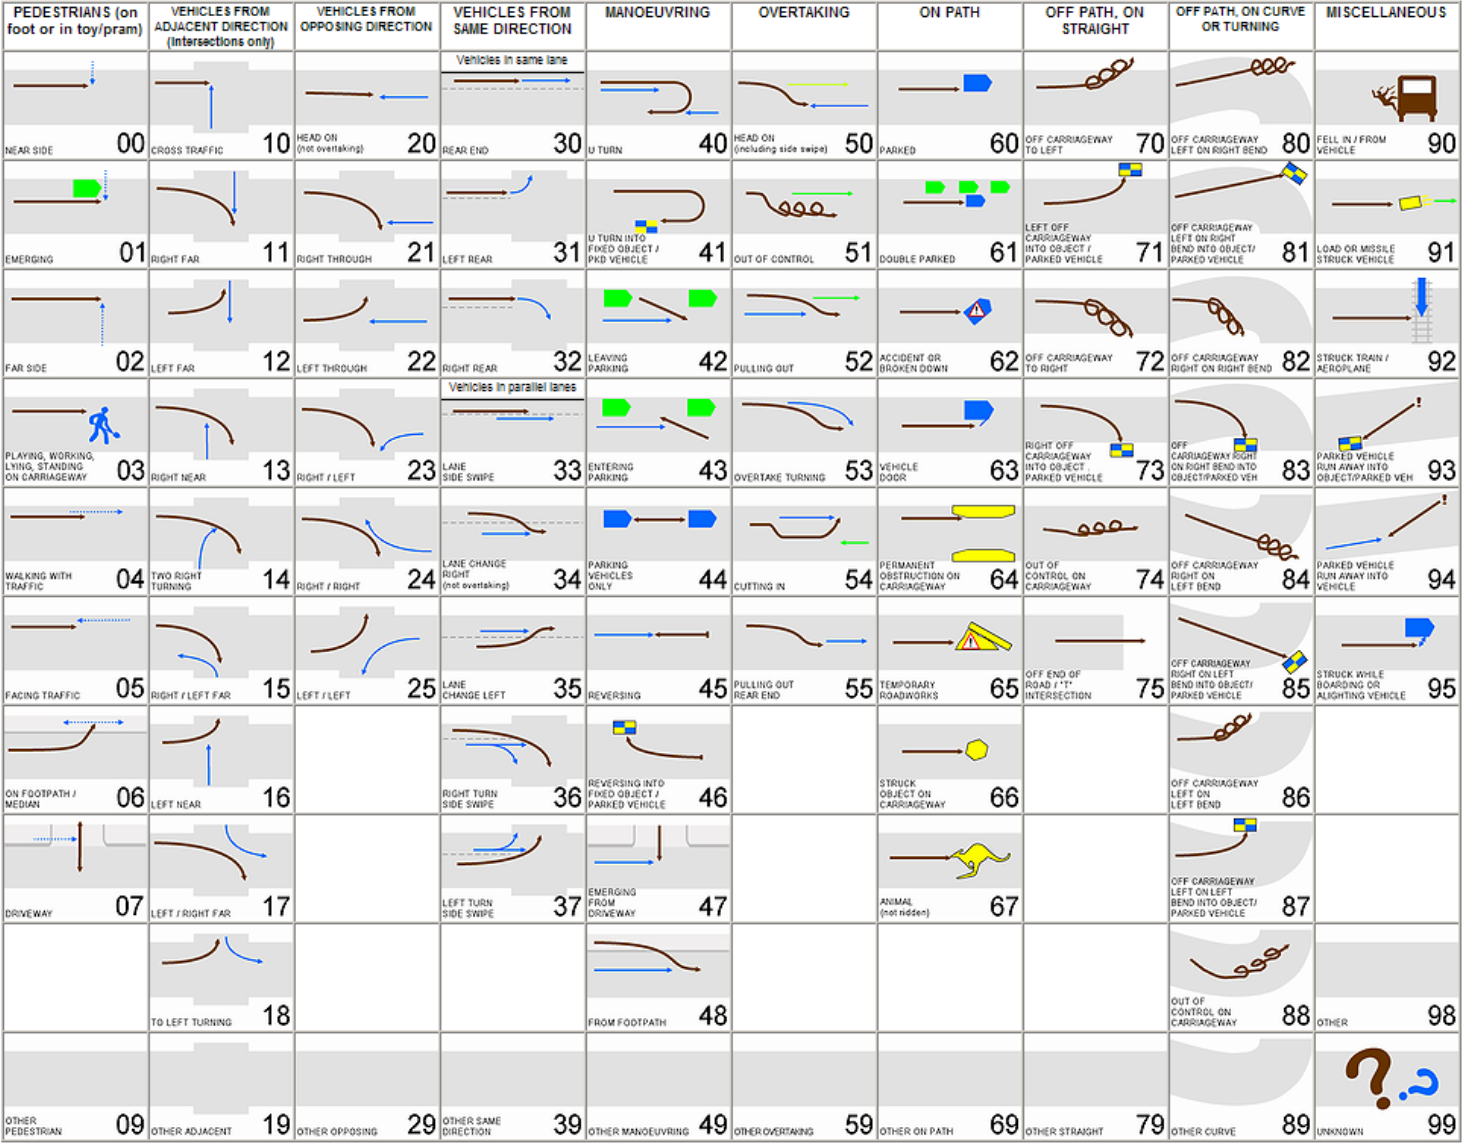 PEDESTRIANS (on
foot or in toy/pram)
VEHICLES FROM
ADJACENT DIRECTION
(Intersections only)
VEHICLES FROM
OPPOSING DIRECTION
VEHICLES FROM
SAME DIRECTION
MANOEUVRING
OVERTAKING
ON PATH
OFF PATH, ON
STRAIGHT
OFF PATH, ON CURVE
OR TURNING
MISCELLANEOUS
NEAR SIDE 00
CROSS TRAFFIC 10
HEAD ON
(not overtaking) 20
Vehicles in same lane
REAR END 30
U TURN 40
HEAD ON
(including side swipe) 50
PARKED 60
OFF CARRIAGEWAY
TO LEFT 70
OFF CARRIAGEWAY
LEFT ON RIGHT BEND 80
FELL IN / FROM
VEHICLE 90
EMERGING 01
RIGHT FAR 11
RIGHT THROUGH 21
LEFT REAR 31
U TURN INTO
FIXED OBJECT /
PKD VEHICLE 41
OUT OF CONTROL 51
DOUBLE PARKED 61
LEFT OFF
CARRIAGEWAY
INTO OBJECT /
PARKED VEHICLE 71
OFF CARRIAGEWAY
LEFT ON RIGHT
BEND INTO OBJECT/
PARKED VEHICLE 81
LOAD OR MISSILE
STRUCK VEHICLE 91
FAR SIDE 02
LEFT FAR 12
LEFT THROUGH 22
RIGHT REAR 32
LEAVING
PARKING 42
PULLING OUT 52
ACCIDENT OR
BROKEN DOWN 62
OFF CARRIAGEWAY
TO RIGHT 72
OFF CARRIAGEWAY
RIGHT ON RIGHT BEND 82
STRUCK TRAIN /
AEROPLANE 92
PLAYING, WORKING,
LYING, STANDING
ON CARRIAGEWAY 03
RIGHT NEAR 13
RIGHT / LEFT 23
Vehicles in parallel lanes
LANE
SIDE SWIPE 33
ENTERING
PARKING 43
OVERTAKE TURNING 53
VEHICLE
DOOR 63
RIGHT OFF
CARRIAGEWAY
INTO OBJECT .
PARKED VEHICLE 73
OFF
CARRIAGEWAY RIGHT
ON RIGHT BEND INTO
OBJECT/PARKED VEH 83
!
PARKED VEHICLE
RUN AWAY INTO
OBJECT/PARKED VEH 93
WALKING WITH
TRAFFIC 04
TWO RIGHT
TURNING 14
RIGHT / RIGHT 24
LANE CHANGE
RIGHT
(not overtaking) 34
PARKING
VEHICLES
ONLY 44
CUTTING IN 54
PERMANENT
OBSTRUCTION ON
CARRIAGEWAY 64
OUT OF
CONTROL ON
CARRIAGEWAY 74
OFF CARRIAGEWAY
RIGHT ON
LEFT BEND 84
!
PARKED VEHICLE
RUN AWAY INTO
VEHICLE 94
FACING TRAFFIC 05
RIGHT / LEFT FAR 15
LEFT / LEFT 25
LANE
CHANGE LEFT 35
REVERSING 45
PULLING OUT
REAR END 55
TEMPORARY
ROADWORKS 65
OFF END OF
ROAD / "T"
INTERSECTION 75
OFF CARRIAGEWAY
RIGHT ON LEFT
BEND INTO OBJECT/
PARKED VEHICLE 85
STRUCK WHILE
BOARDING OR
ALIGHTING VEHICLE 95
ON FOOTPATH /
MEDIAN 06
LEFT NEAR 16
RIGHT TURN
SIDE SWIPE 36
REVERSING INTO
FIXED OBJECT /
PARKED VEHICLE 46
STRUCK
OBJECT ON
CARRIAGEWAY 66
OFF CARRIAGEWAY
LEFT ON
LEFT BEND 86
DRIVEWAY 07
LEFT / RIGHT FAR 17
LEFT TURN
SIDE SWIPE 37
EMERGING
FROM
DRIVEWAY 47
ANIMAL
(not ridden) 67
OFF CARRIAGEWAY
LEFT ON LEFT
BEND INTO OBJECT/
PARKED VEHICLE 87
TO LEFT TURNING 18
FROM FOOTPATH 48
OUT OF
CONTROL ON
CARRIAGEWAY 88
OTHER 98
OTHER
PEDESTRIAN 09
OTHER ADJACENT 19
OTHER OPPOSING 29
OTHER SAME
DIRECTION 39
OTHER MANOEUVRING 49
OTHER OVERTAKING 59
OTHER ON PATH 69
OTHER STRAIGHT 79
OTHER CURVE 89
? ?
UNKNOWN 99